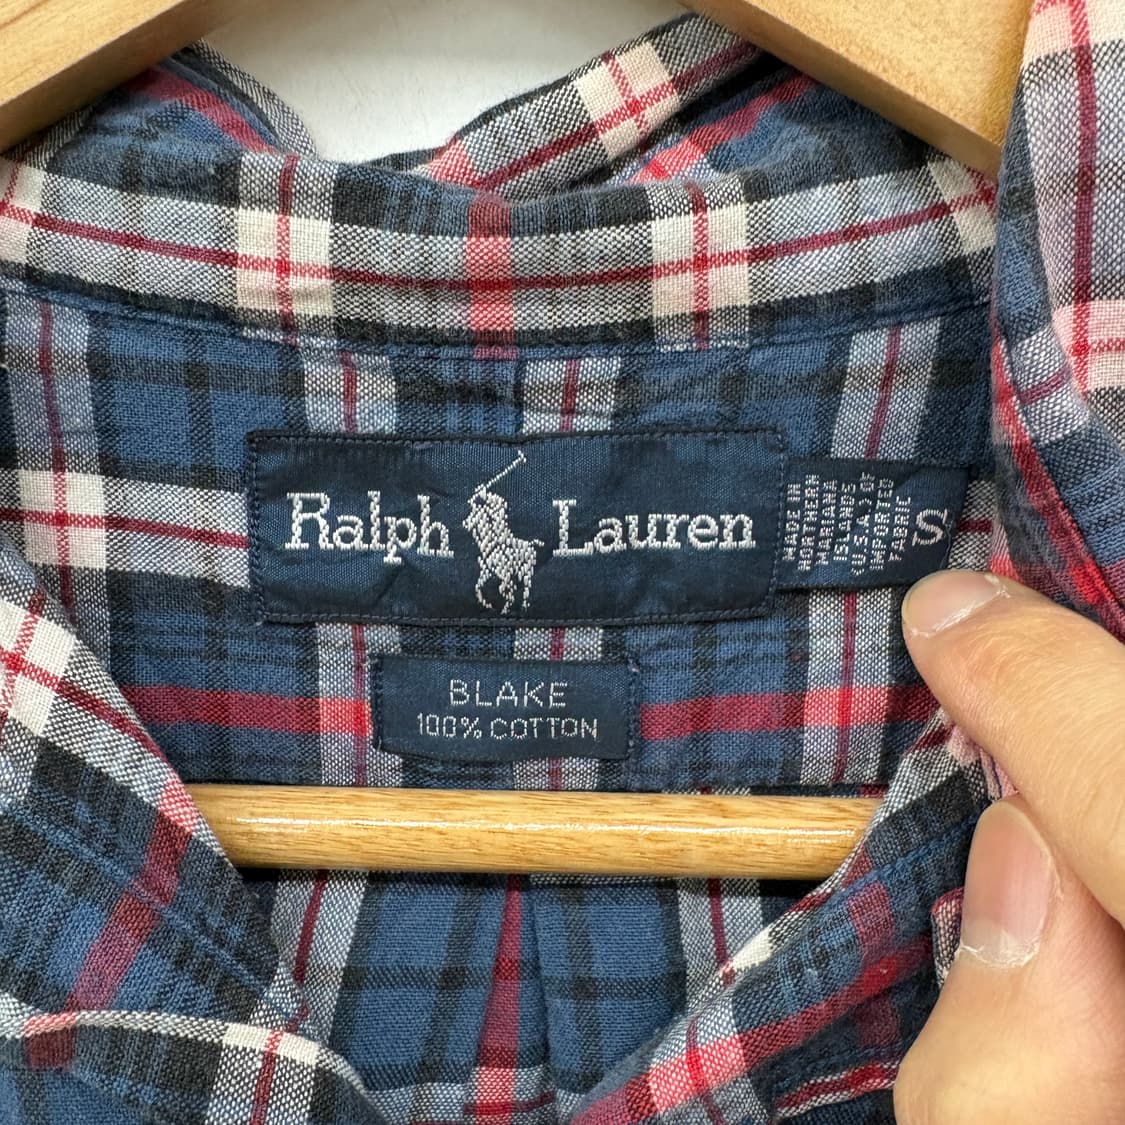 Ralph Lauren
MADE IN
NORTHERN
MARIANA
ISLANDS
(U.S.A.) OF
IMPORTED
FABRIC
S
BLAKE
100% COTTON